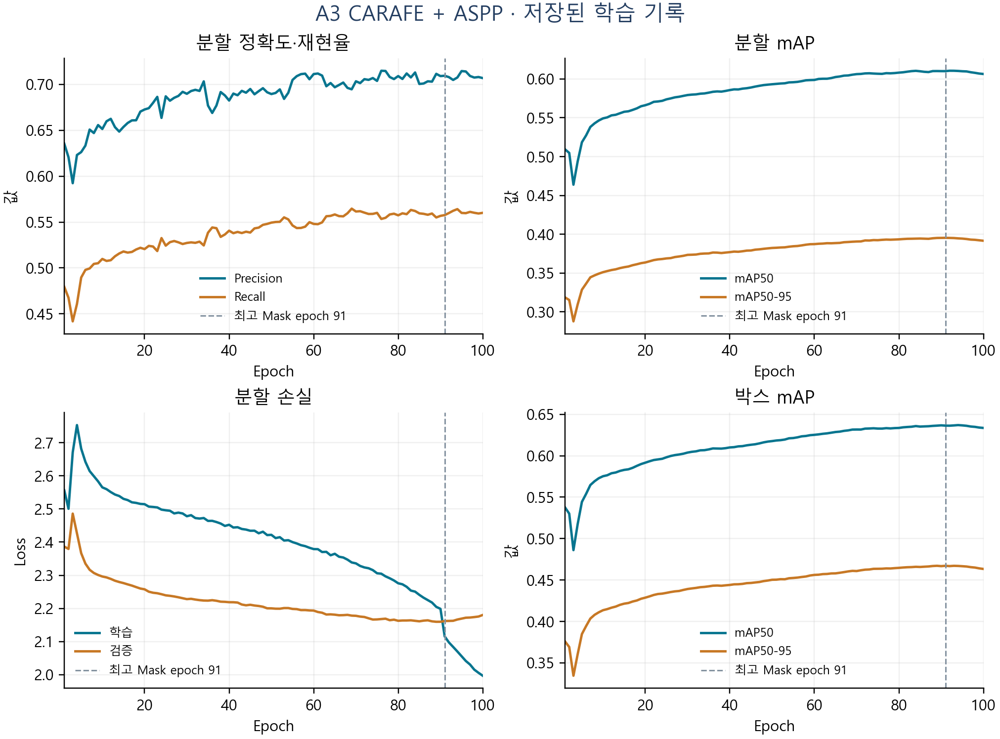 A3 CARAFE + ASPP · 저장된 학습 기록
분할 정확도·재현율
값
0.70
0.65
0.60
0.55
0.50
0.45
Precision
Recall
최고 Mask epoch 91
20 40 60 80 100
Epoch
분할 mAP
값
0.60
0.55
0.50
0.45
0.40
0.35
0.30
mAP50
mAP50-95
최고 Mask epoch 91
20 40 60 80 100
Epoch
분할 손실
Loss
2.7
2.6
2.5
2.4
2.3
2.2
2.1
2.0
학습
검증
최고 Mask epoch 91
20 40 60 80 100
Epoch
박스 mAP
값
0.65
0.60
0.55
0.50
0.45
0.40
0.35
mAP50
mAP50-95
최고 Mask epoch 91
20 40 60 80 100
Epoch